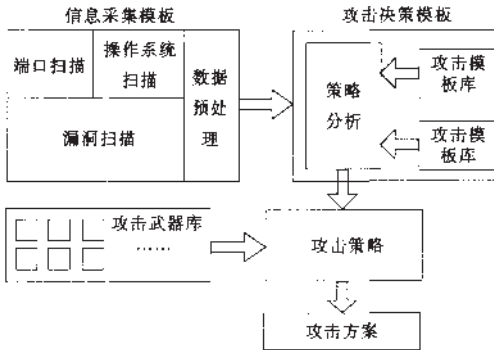 信息采集模板
攻击决策模板
端口扫描
操作系统
扫描
数据
预处
理
漏洞扫描
策略
分析
攻击模
板库
攻击模
板库
攻击武器库
……
攻击策略
攻击方案